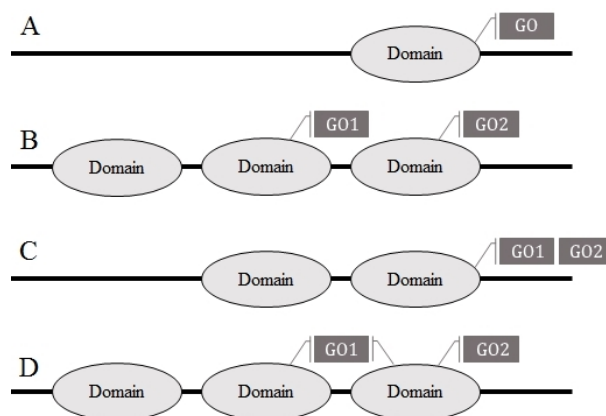 A
GO
Domain
B
GO1 GO2
Domain Domain Domain
C
GO1 GO2
Domain Domain
D
GO1 GO2
Domain Domain Domain